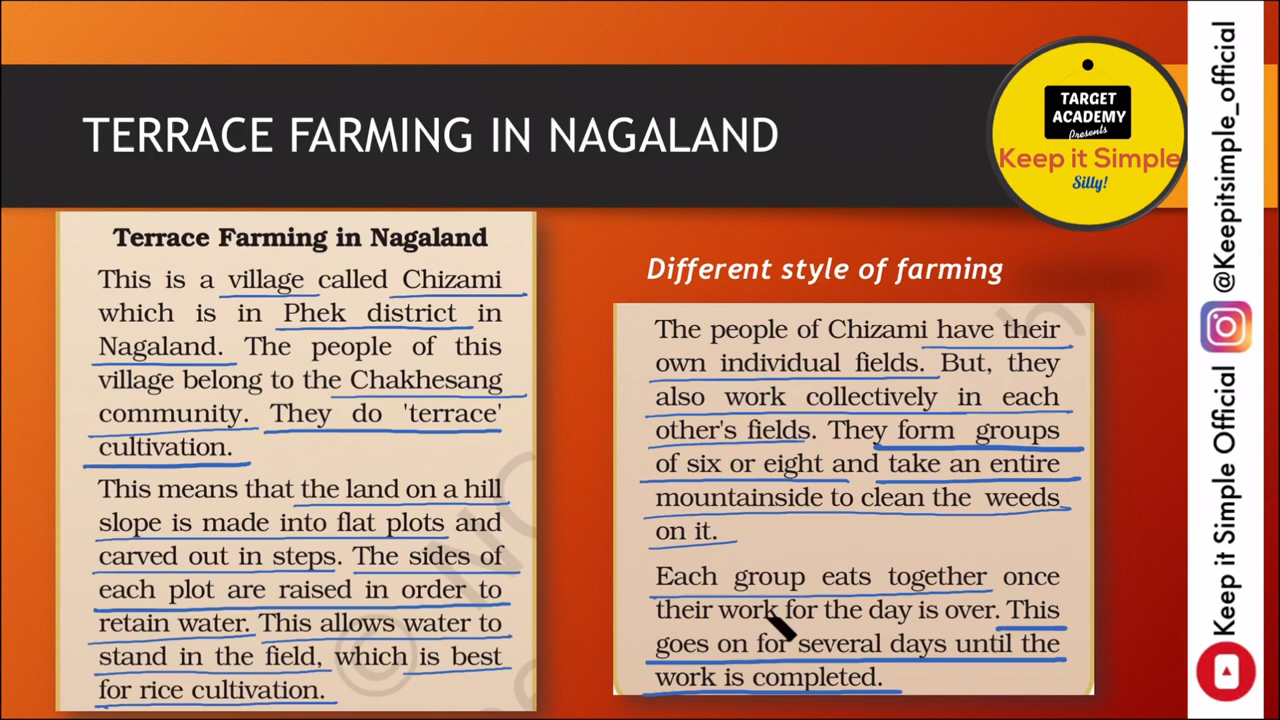 TERRACE FARMING IN NAGALAND
TARGET
ACADEMY
Presents
Keep it Simple
Silly!
Terrace Farming in Nagaland
This is a village called Chizami
which is in Phek district in
Nagaland. The people of this
village belong to the Chakhesang
community. They do 'terrace'
cultivation.
This means that the land on a hill
slope is made into flat plots and
carved out in steps. The sides of
each plot are raised in order to
retain water. This allows water to
stand in the field, which is best
for rice cultivation.
Different style of farming
The people of Chizami have their
own individual fields. But, they
also work collectively in each
other's fields. They form groups
of six or eight and take an entire
mountainside to clean the weeds
on it.
Each group eats together once
their work for the day is over. This
goes on for several days until the
work is completed.
@Keepitsimple_official
Keep it Simple Official